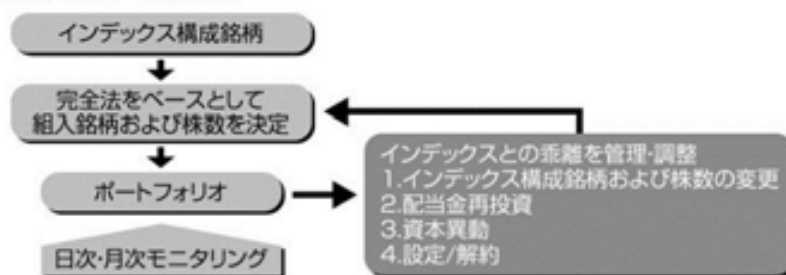 インデックス構成銘柄
完全法をベースとして
組入銘柄および株数を決定
ポートフォリオ
日次・月次モニタリング
インデックスとの乖離を管理・調整
1.インデックス構成銘柄および株数の変更
2.配当金再投資
3.資本異動
4.設定/解約